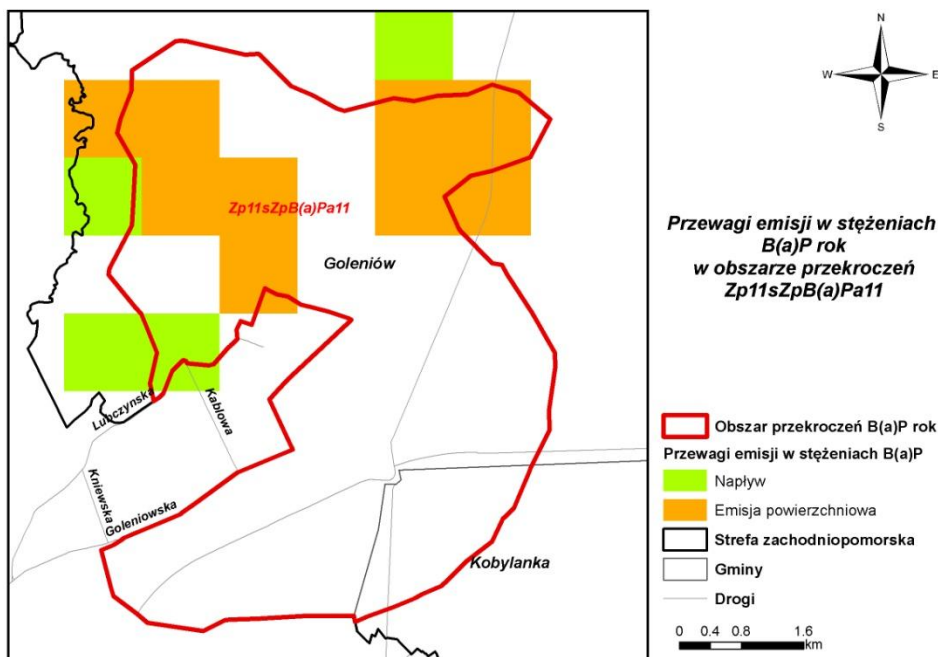 N
W E
S
Przewagi emisji w stężeniach
B(a)P rok
w obszarze przekroczeń
Zp11sZpB(a)Pa11
Zp11sZpB(a)Pa11
Goleniów
Lubczynska
Kablowa
Kniewska
Goleniowska
Kobylanka
Obszar przekroczeń B(a)P rok
Przewagi emisji w stężeniach B(a)P
Napływ
Emisja powierzchniowa
Strefa zachodniopomorska
Gminy
Drogi
0 0.4 0.8 1.6
km